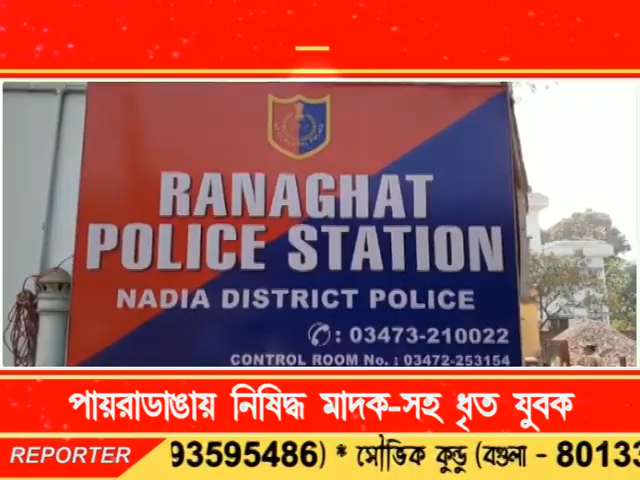 RANAGHAT
POLICE STATION
NADIA DISTRICT POLICE
: 03473-210022
CONTROL ROOM No. : 03472-253154
পায়রাডাঙায় নিষিদ্ধ মাদক-সহ ধৃত যুবক
REPORTER 93595486) * সৌভিক কুন্ডু (বগুলা - 80133